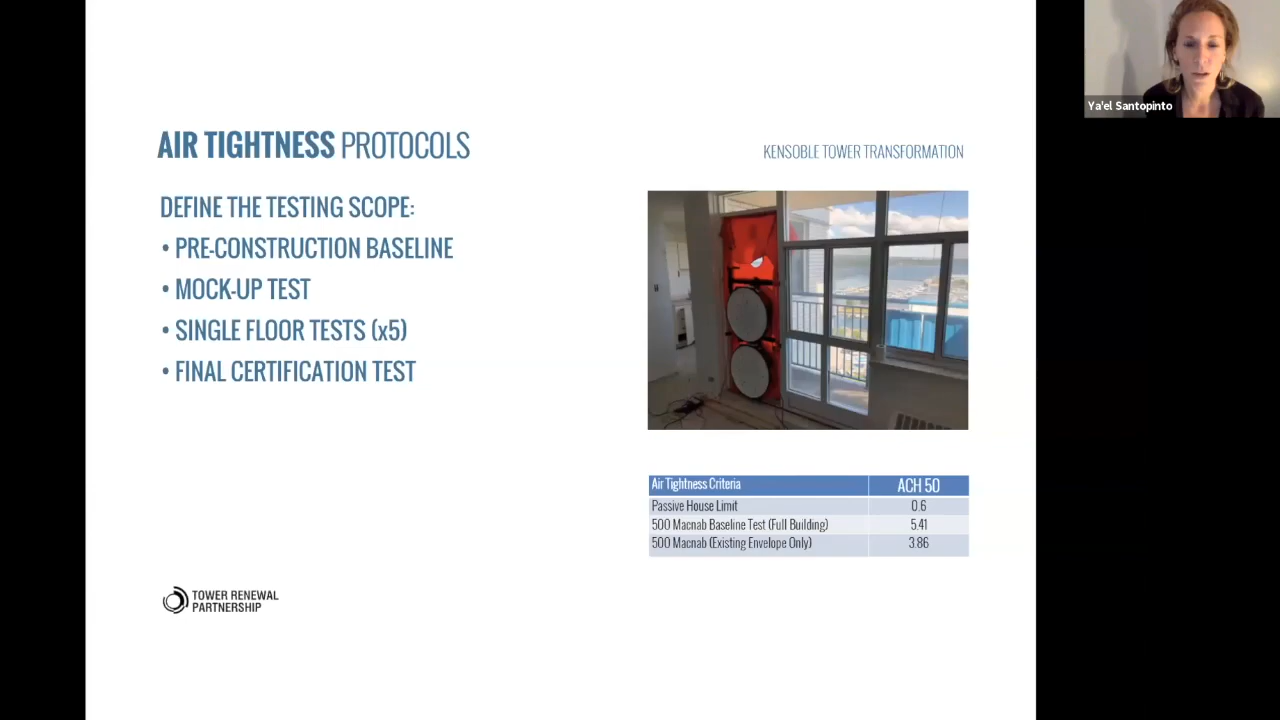 Ya'el Santopinto
AIR TIGHTNESS PROTOCOLS
KENSOBLE TOWER TRANSFORMATION
DEFINE THE TESTING SCOPE:
• PRE-CONSTRUCTION BASELINE
• MOCK-UP TEST
• SINGLE FLOOR TESTS (x5)
• FINAL CERTIFICATION TEST
Air Tightness Criteria ACH 50
Passive House Limit 0.6
500 Macnab Baseline Test (Full Building) 5.41
500 Macnab (Existing Envelope Only) 3.86
TOWER RENEWAL
PARTNERSHIP